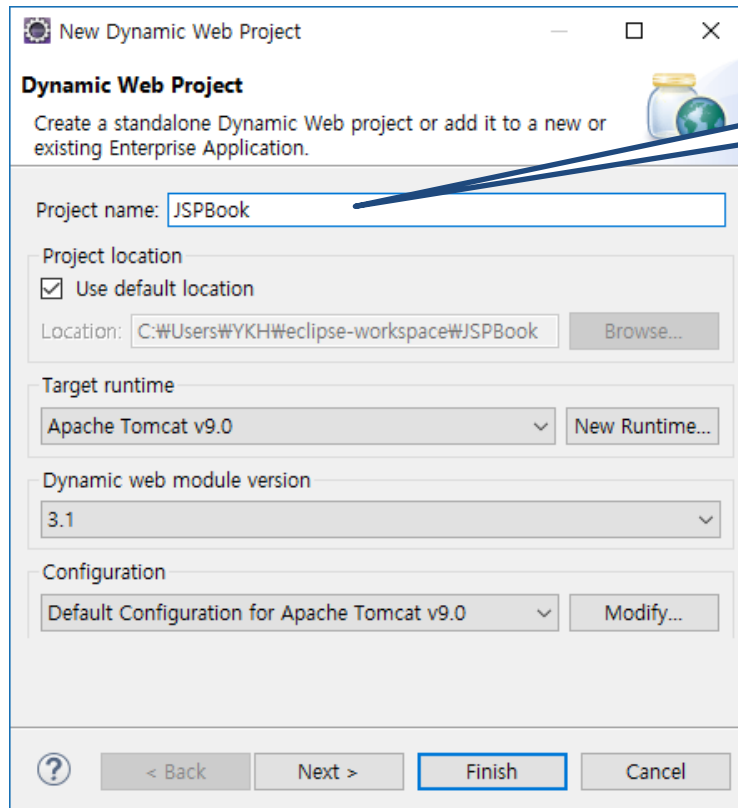 New Dynamic Web Project
Dynamic Web Project
Create a standalone Dynamic Web project or add it to a new or
existing Enterprise Application.
Project name: JSPBook
Project location
Use default location
Location: C:₩Users₩YKH₩eclipse-workspace₩JSPBook Browse...
Target runtime
Apache Tomcat v9.0 New Runtime...
Dynamic web module version
3.1
Configuration
Default Configuration for Apache Tomcat v9.0 Modify...
? < Back Next > Finish Cancel